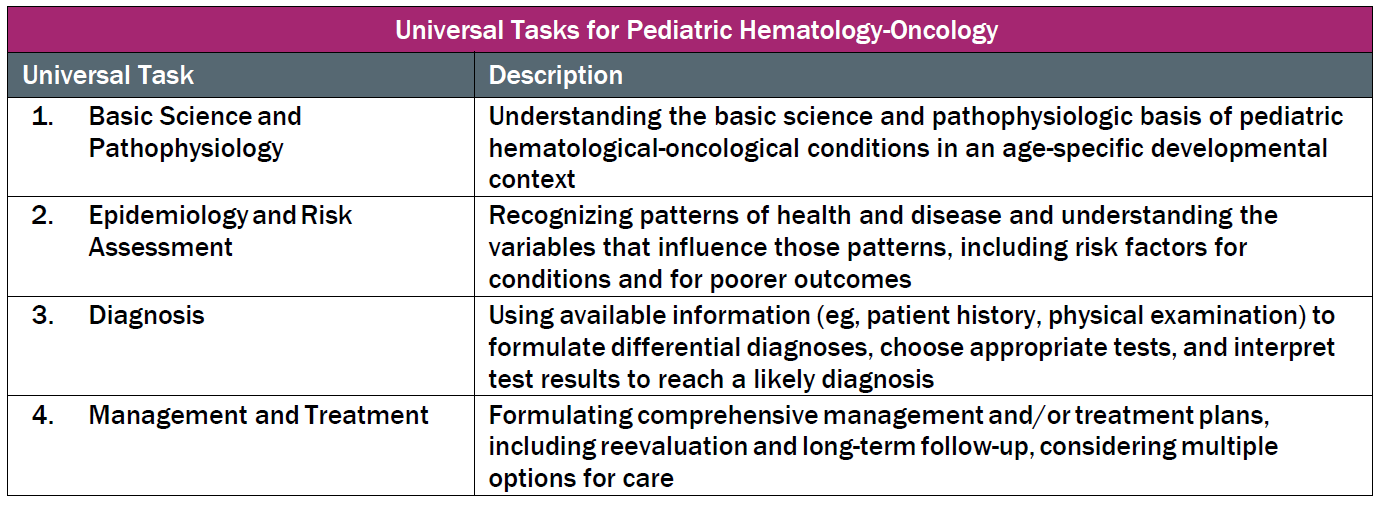 Universal Tasks for Pediatric Hematology-Oncology
Universal Task
Description
1. Basic Science and
Pathophysiology
Understanding the basic science and pathophysiologic basis of pediatric
hematological-oncological conditions in an age-specific developmental
context
2. Epidemiology and Risk
Assessment
Recognizing patterns of health and disease and understanding the
variables that influence those patterns, including risk factors for
conditions and for poorer outcomes
3. Diagnosis
Using available information (eg, patient history, physical examination) to
formulate differential diagnoses, choose appropriate tests, and interpret
test results to reach a likely diagnosis
4. Management and Treatment
Formulating comprehensive management and/or treatment plans,
including reevaluation and long-term follow-up, considering multiple
options for care